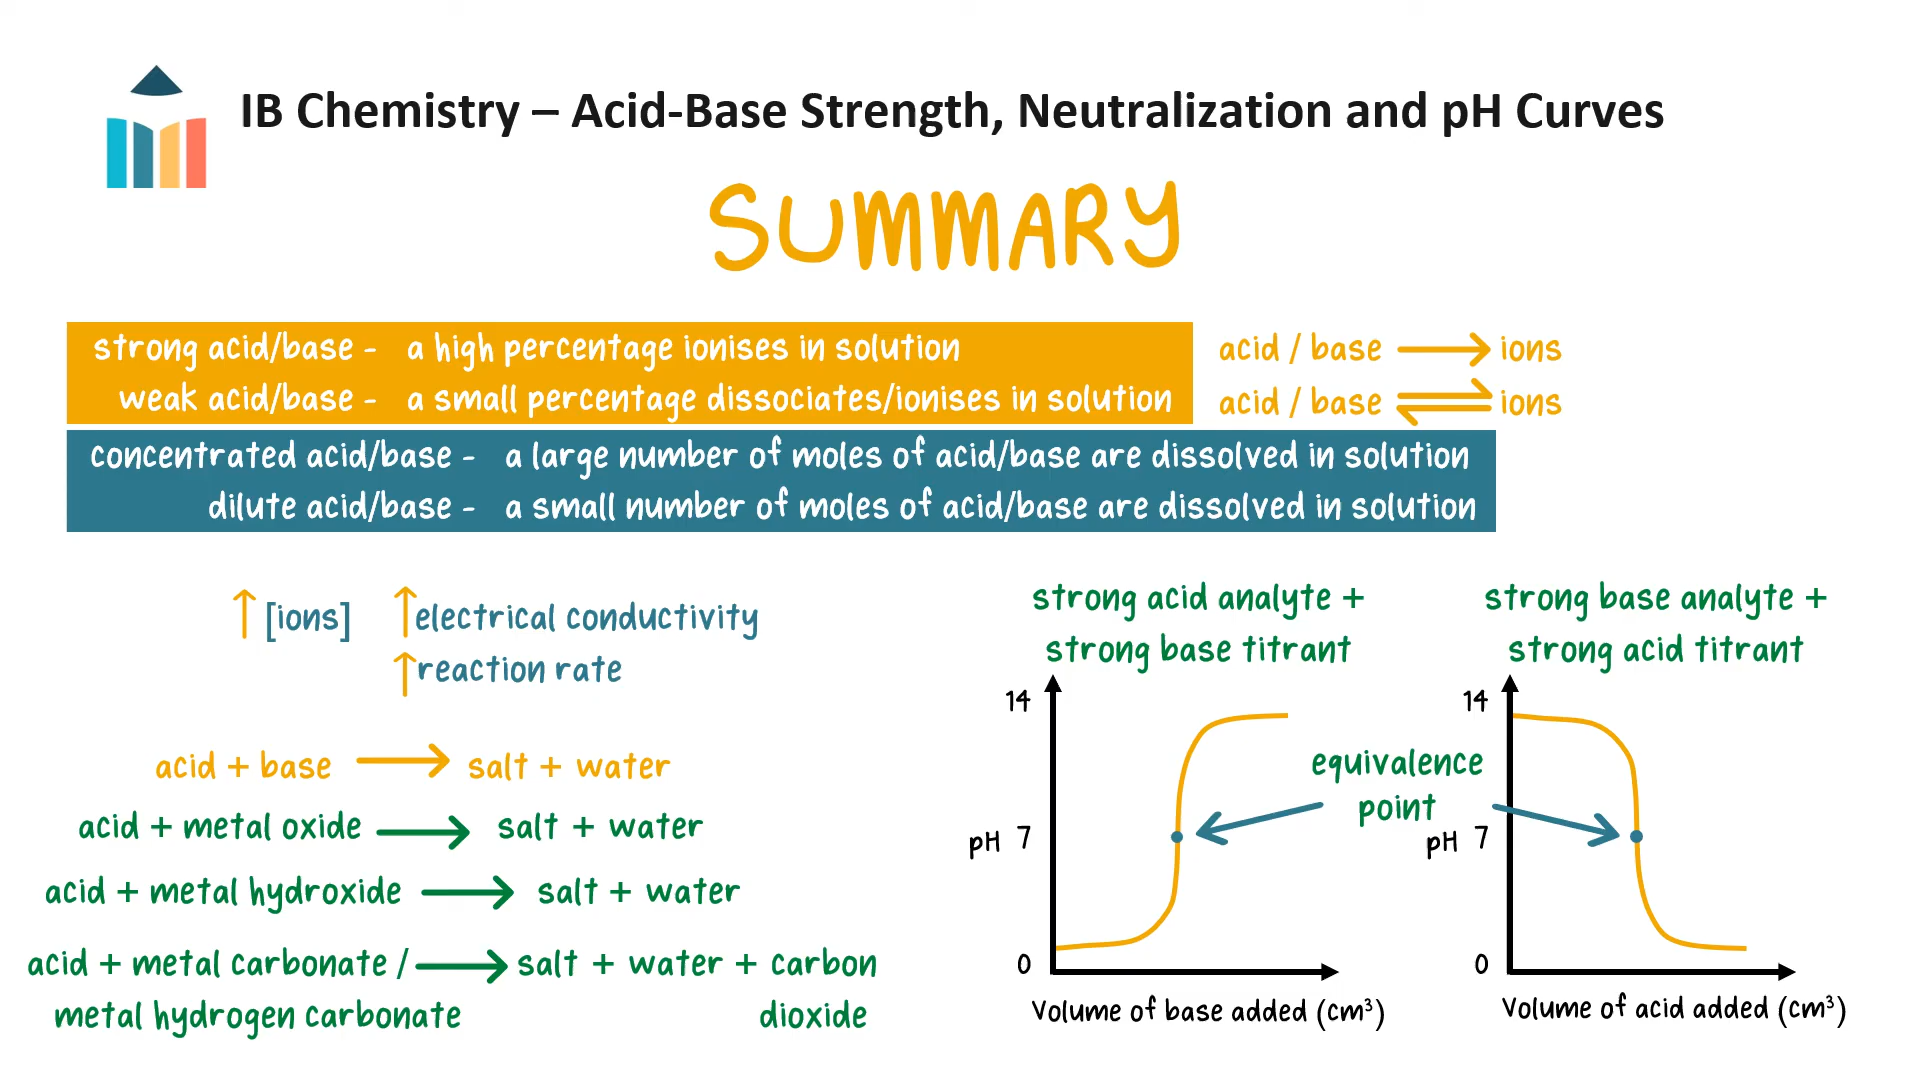 IB Chemistry – Acid-Base Strength, Neutralization and pH Curves
SUMMARY
strong acid/base - a high percentage ionises in solution
acid / base → ions
weak acid/base - a small percentage dissociates/ionises in solution
acid / base ⇌ ions
concentrated acid/base - a large number of moles of acid/base are dissolved in solution
dilute acid/base - a small number of moles of acid/base are dissolved in solution
↑ [ions] ↑ electrical conductivity
↑ reaction rate
acid + base → salt + water
acid + metal oxide → salt + water
acid + metal hydroxide → salt + water
acid + metal carbonate / → salt + water + carbon
metal hydrogen carbonate dioxide
strong acid analyte +
strong base titrant
14
pH 7
0
Volume of base added (cm³)
equivalence
point
strong base analyte +
strong acid titrant
14
pH 7
0
Volume of acid added (cm³)